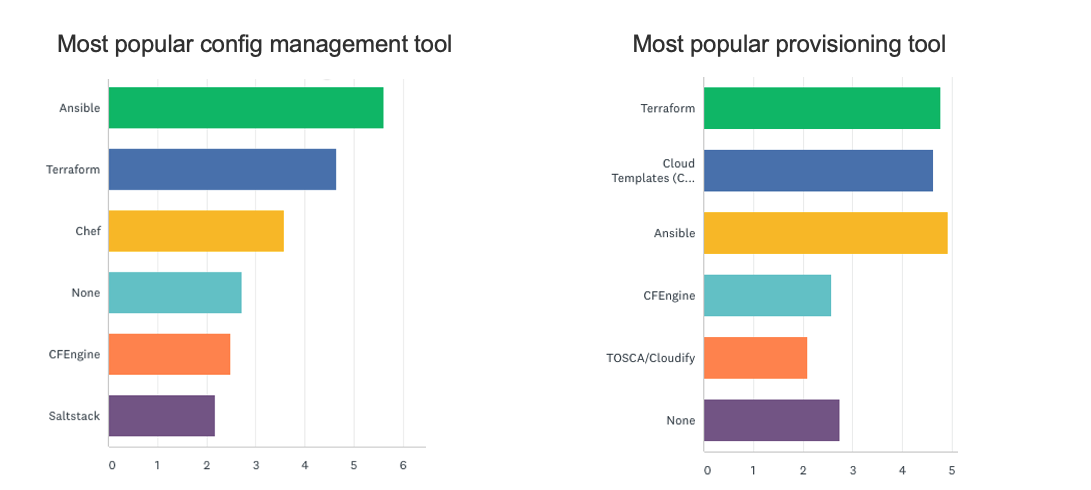 Most popular config management tool
Ansible
Terraform
Chef
None
CFEngine
Saltstack
0 1 2 3 4 5 6
Most popular provisioning tool
Terraform
Cloud
Templates (C...
Ansible
CFEngine
TOSCA/Cloudify
None
0 1 2 3 4 5